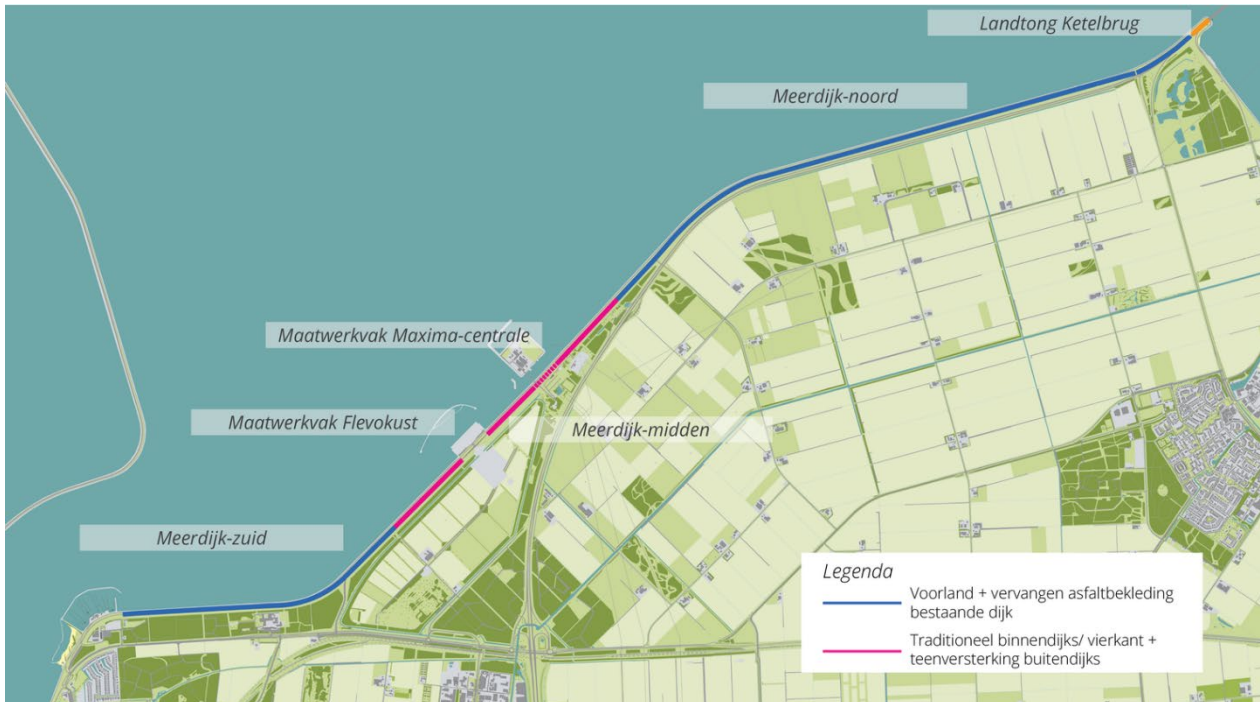 Landtong Ketelbrug
Meerdijk-noord
Maatwerkvak Maxima-centrale
Maatwerkvak Flevokust
Meerdijk-midden
Meerdijk-zuid
Legenda
Voorland + vervangen asfaltbekleding
bestaande dijk
Traditioneel binnendijks/ vierkant +
teenversterking buitendijks